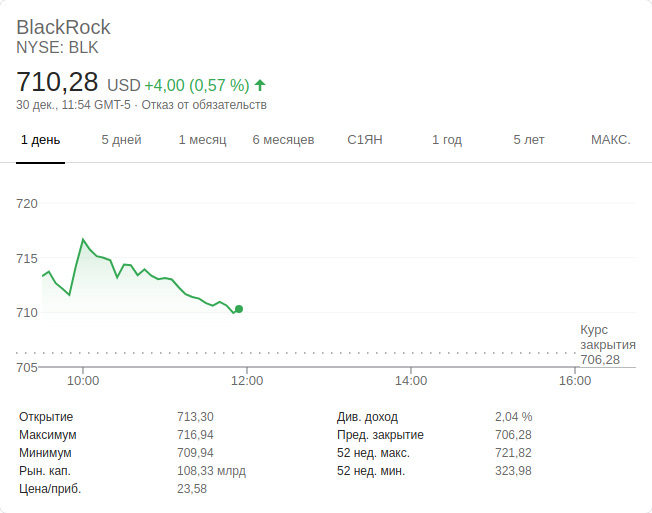 BlackRock
NYSE: BLK
710,28 USD +4,00 (0,57 %)
30 дек., 11:54 GMT-5 · Отказ от обязательств
1 день 5 дней 1 месяц 6 месяцев С1ЯН 1 год 5 лет МАКС.
720
715
710
705
Курс
закрытия
706,28
10:00 12:00 14:00 16:00
Открытие 713,30 Див. доход 2,04 %
Максимум 716,94 Пред. закрытие 706,28
Минимум 709,94 52 нед. макс. 721,82
Рын. кап. 108,33 млрд 52 нед. мин. 323,98
Цена/приб. 23,58